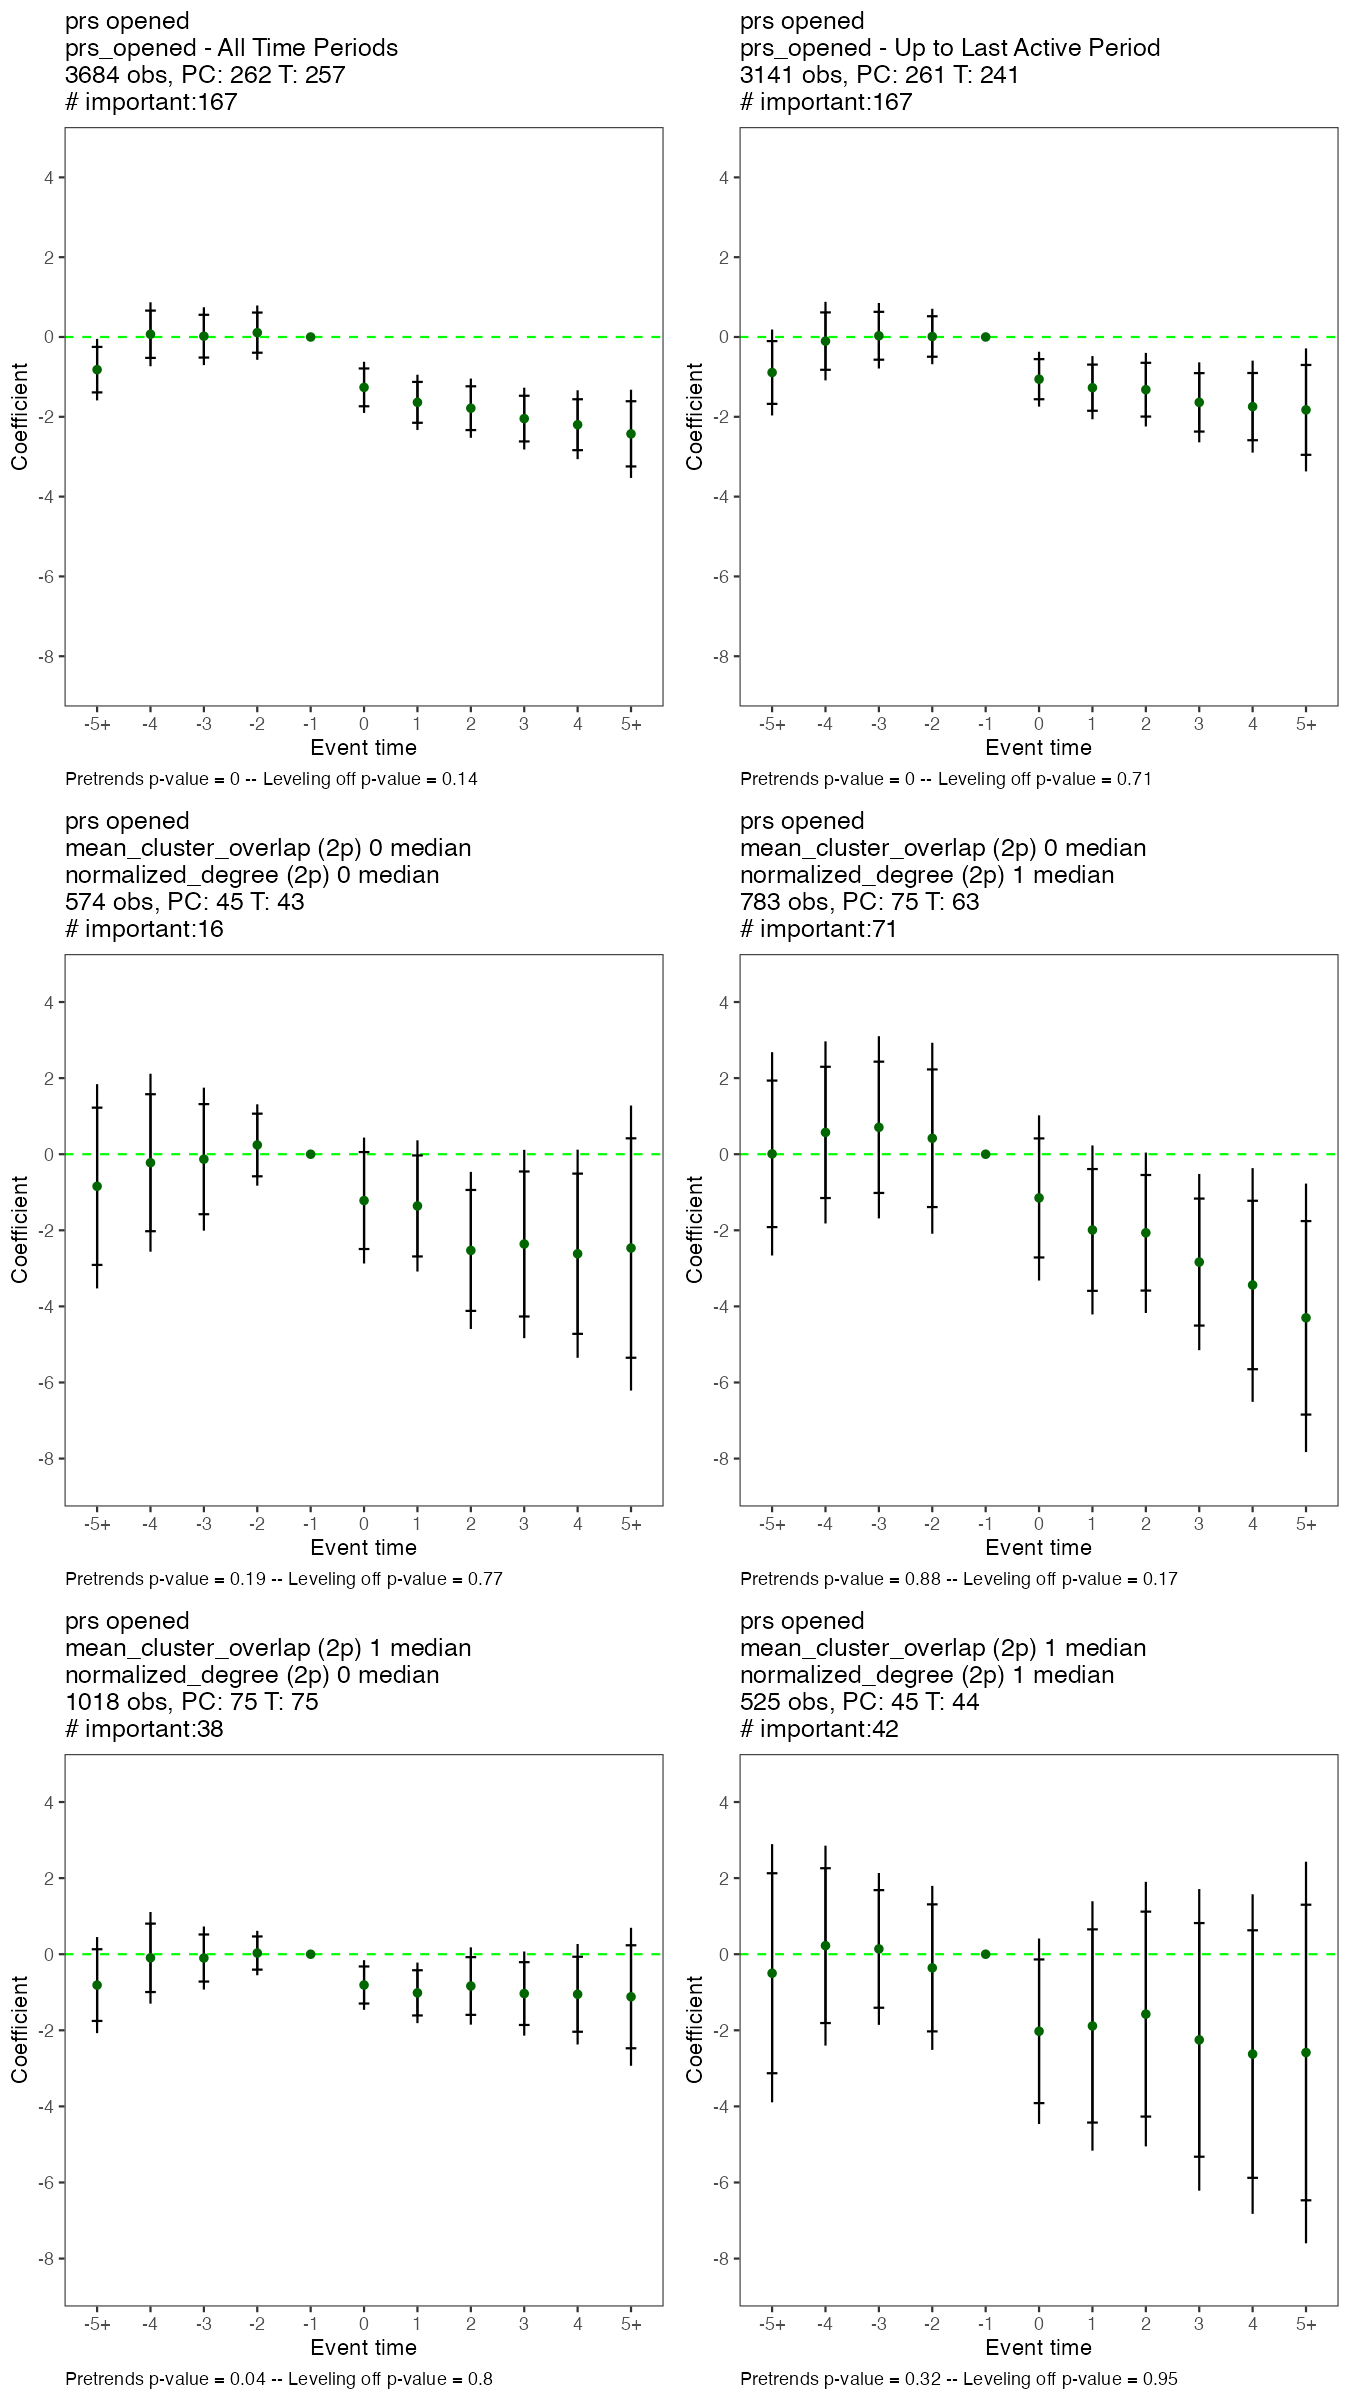 prs opened
prs_opened - All Time Periods
3684 obs, PC: 262 T: 257
# important:167
4
2
0
-2
-4
-6
-8
Coefficient
-5+ -4 -3 -2 -1 0 1 2 3 4 5+
Event time
Pretrends p-value = 0 -- Leveling off p-value = 0.14
prs opened
prs_opened - Up to Last Active Period
3141 obs, PC: 261 T: 241
# important:167
4
2
0
-2
-4
-6
-8
Coefficient
-5+ -4 -3 -2 -1 0 1 2 3 4 5+
Event time
Pretrends p-value = 0 -- Leveling off p-value = 0.71
prs opened
mean_cluster_overlap (2p) 0 median
normalized_degree (2p) 0 median
574 obs, PC: 45 T: 43
# important:16
4
2
0
-2
-4
-6
-8
Coefficient
-5+ -4 -3 -2 -1 0 1 2 3 4 5+
Event time
Pretrends p-value = 0.19 -- Leveling off p-value = 0.77
prs opened
mean_cluster_overlap (2p) 0 median
normalized_degree (2p) 1 median
783 obs, PC: 75 T: 63
# important:71
4
2
0
-2
-4
-6
-8
Coefficient
-5+ -4 -3 -2 -1 0 1 2 3 4 5+
Event time
Pretrends p-value = 0.88 -- Leveling off p-value = 0.17
prs opened
mean_cluster_overlap (2p) 1 median
normalized_degree (2p) 0 median
1018 obs, PC: 75 T: 75
# important:38
4
2
0
-2
-4
-6
-8
Coefficient
-5+ -4 -3 -2 -1 0 1 2 3 4 5+
Event time
Pretrends p-value = 0.04 -- Leveling off p-value = 0.8
prs opened
mean_cluster_overlap (2p) 1 median
normalized_degree (2p) 1 median
525 obs, PC: 45 T: 44
# important:42
4
2
0
-2
-4
-6
-8
Coefficient
-5+ -4 -3 -2 -1 0 1 2 3 4 5+
Event time
Pretrends p-value = 0.32 -- Leveling off p-value = 0.95